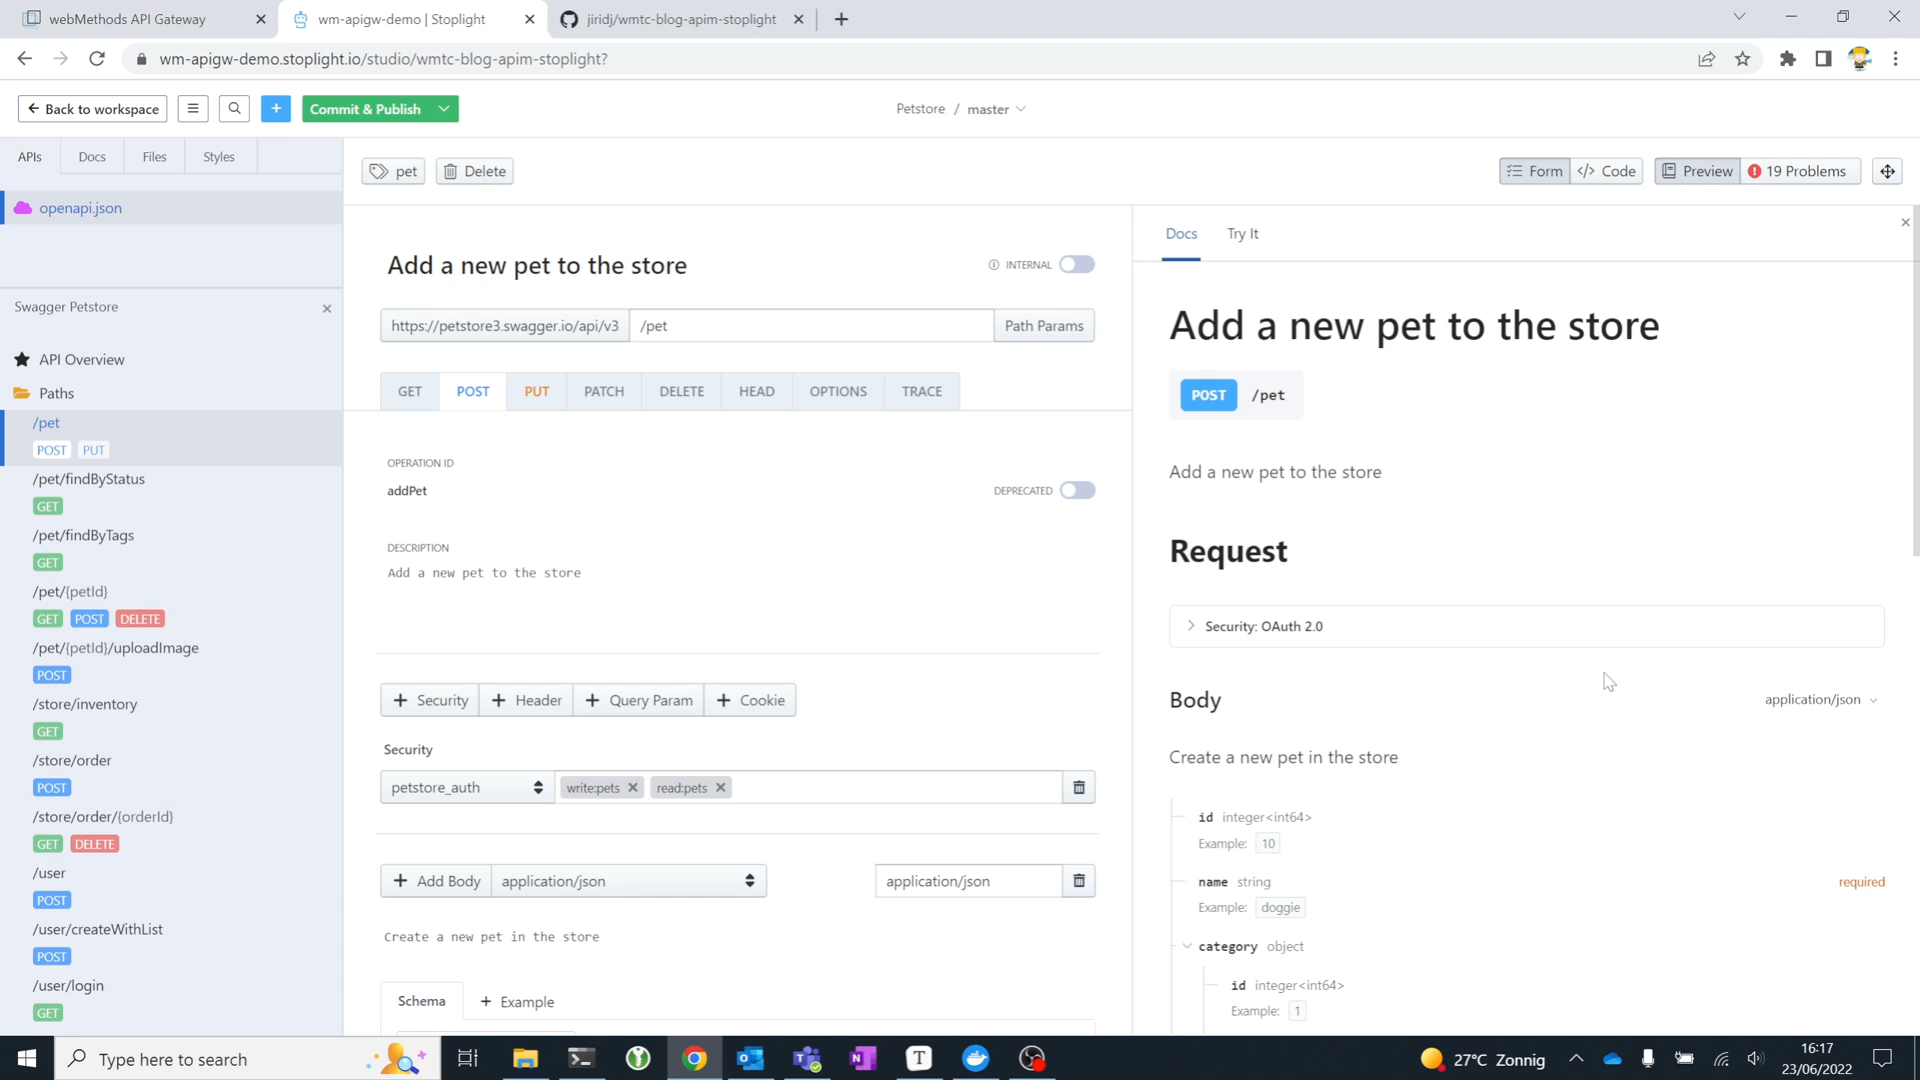 webMethods API Gateway
wm-apigw-demo | Stoplight
jiridj/wmtc-blog-apim-stoplight
wm-apigw-demo.stoplight.io/studio/wmtc-blog-apim-stoplight?
Back to workspace
Commit & Publish
Petstore / master
APIs Docs Files Styles
pet Delete
Form </> Code Preview 19 Problems
openapi.json
Swagger Petstore
API Overview
Paths
/pet
POST PUT
/pet/findByStatus
GET
/pet/findByTags
GET
/pet/{petId}
GET POST DELETE
/pet/{petId}/uploadImage
POST
/store/inventory
GET
/store/order
POST
/store/order/{orderId}
GET DELETE
/user
POST
/user/createWithList
POST
/user/login
GET
Add a new pet to the store
INTERNAL
https://petstore3.swagger.io/api/v3 /pet Path Params
GET POST PUT PATCH DELETE HEAD OPTIONS TRACE
OPERATION ID
addPet
DEPRECATED
DESCRIPTION
Add a new pet to the store
+ Security + Header + Query Param + Cookie
Security
petstore_auth write:pets read:pets
+ Add Body application/json application/json
Create a new pet in the store
Schema + Example
Docs Try It
Add a new pet to the store
POST /pet
Add a new pet to the store
Request
Security: OAuth 2.0
Body application/json
Create a new pet in the store
id integer<int64>
Example: 10
name string required
Example: doggie
category object
id integer<int64>
Example: 1
Type here to search
27°C Zonnig
16:17
23/06/2022